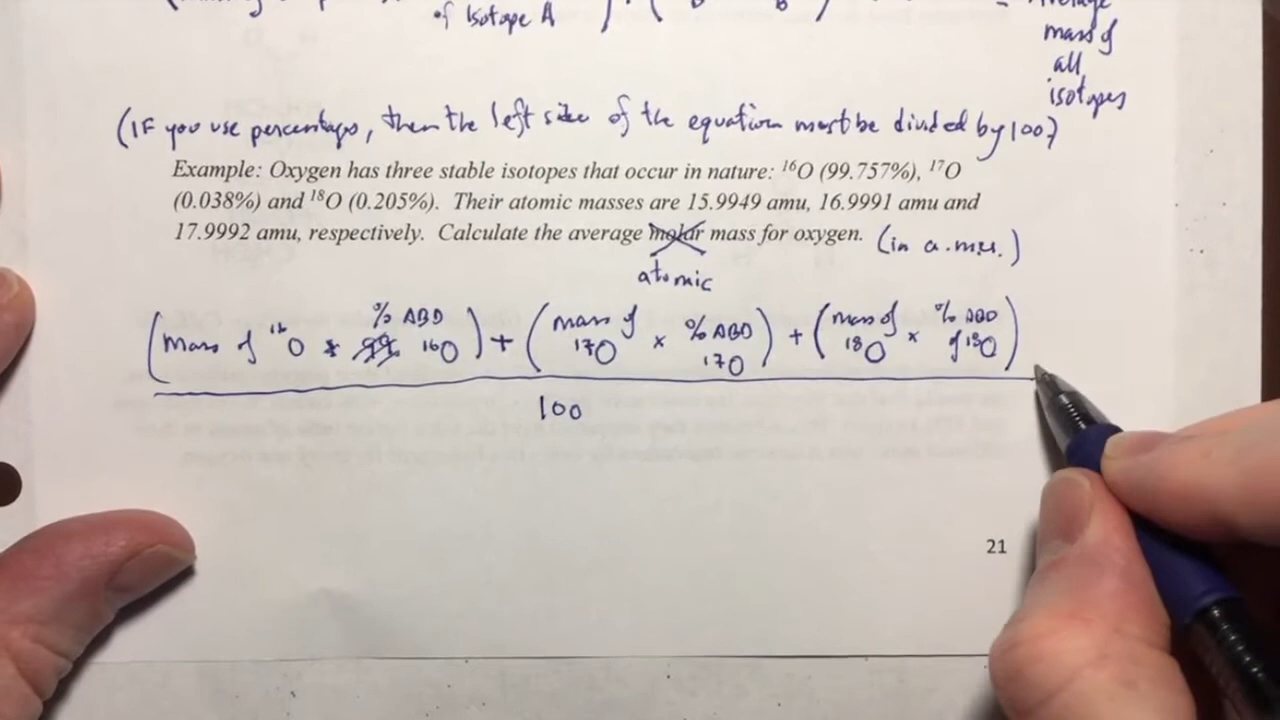 of Isotope A
mass of
all
isotopes
(IF you use percentages, then the left side of the equation must be divided by 100)
Example: Oxygen has three stable isotopes that occur in nature: ¹⁶O (99.757%), ¹⁷O
(0.038%) and ¹⁸O (0.205%). Their atomic masses are 15.9949 amu, 16.9991 amu and
17.9992 amu, respectively. Calculate the average molar mass for oxygen. (in a.m.u.)
atomic
(mass of ¹⁶O × % ABD ¹⁶O) + (mass of ¹⁷O × % ABD ¹⁷O) + (mass of ¹⁸O × % ABD of ¹⁸O)
100
21